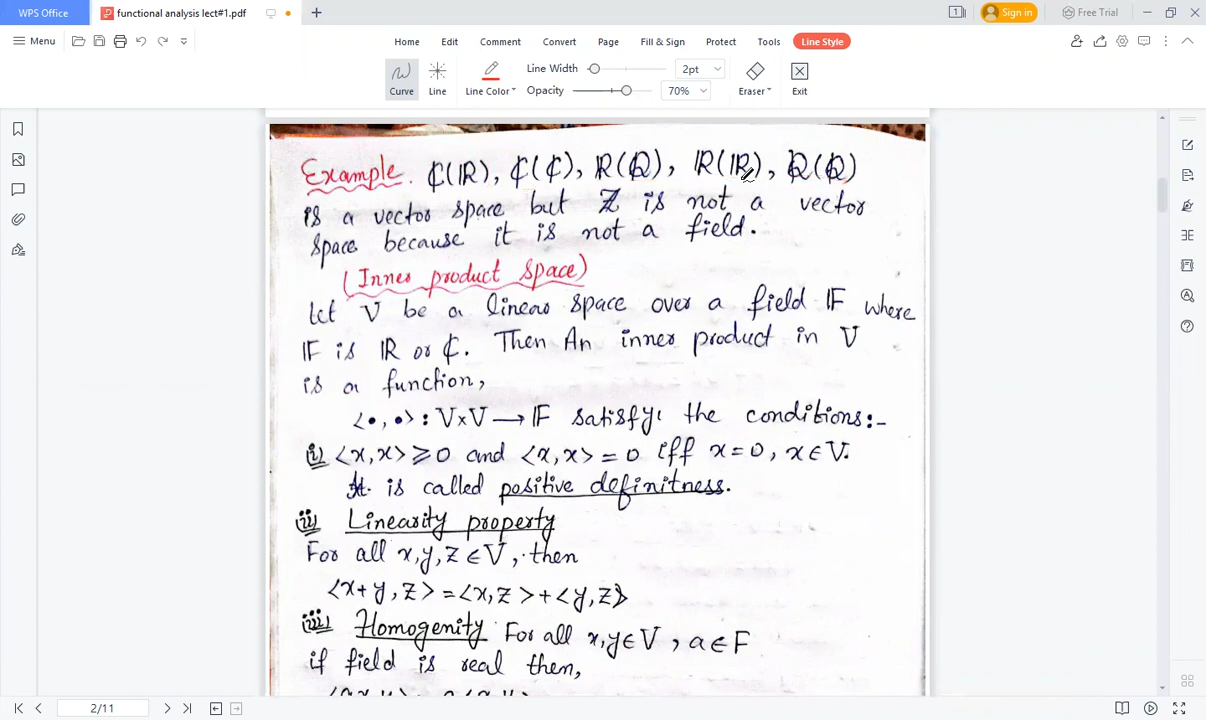 WPS Office
functional analysis lect#1.pdf
Sign in
Free Trial
Menu
Home Edit Comment Convert Page Fill & Sign Protect Tools Line Style
Curve
Line
Line Color
Line Width
2pt
Opacity
70%
Eraser
Exit
Example. ₵(ℝ), ₵(₵), ℝ(ℚ), ℝ(ℝ), ℚ(ℚ)
is a vector space but ℤ is not a vector
space because it is not a field.
(Inner product space)
Let V be a linear space over a field 𝔽 where
𝔽 is ℝ or ₵. Then An inner product in V
is a function,
<•,•>: V×V → 𝔽 satisfy the conditions:-
(i) <x,x> ≥ 0 and <x,x> = 0 iff x=0, x∈V.
It is called positive definitness.
(ii) Linearity property
For all x,y,z ∈ V, then
<x+y, z> = <x,z> + <y,z>
(iii) Homogenity. For all x,y∈V, a∈F
if field is real then,
2/11